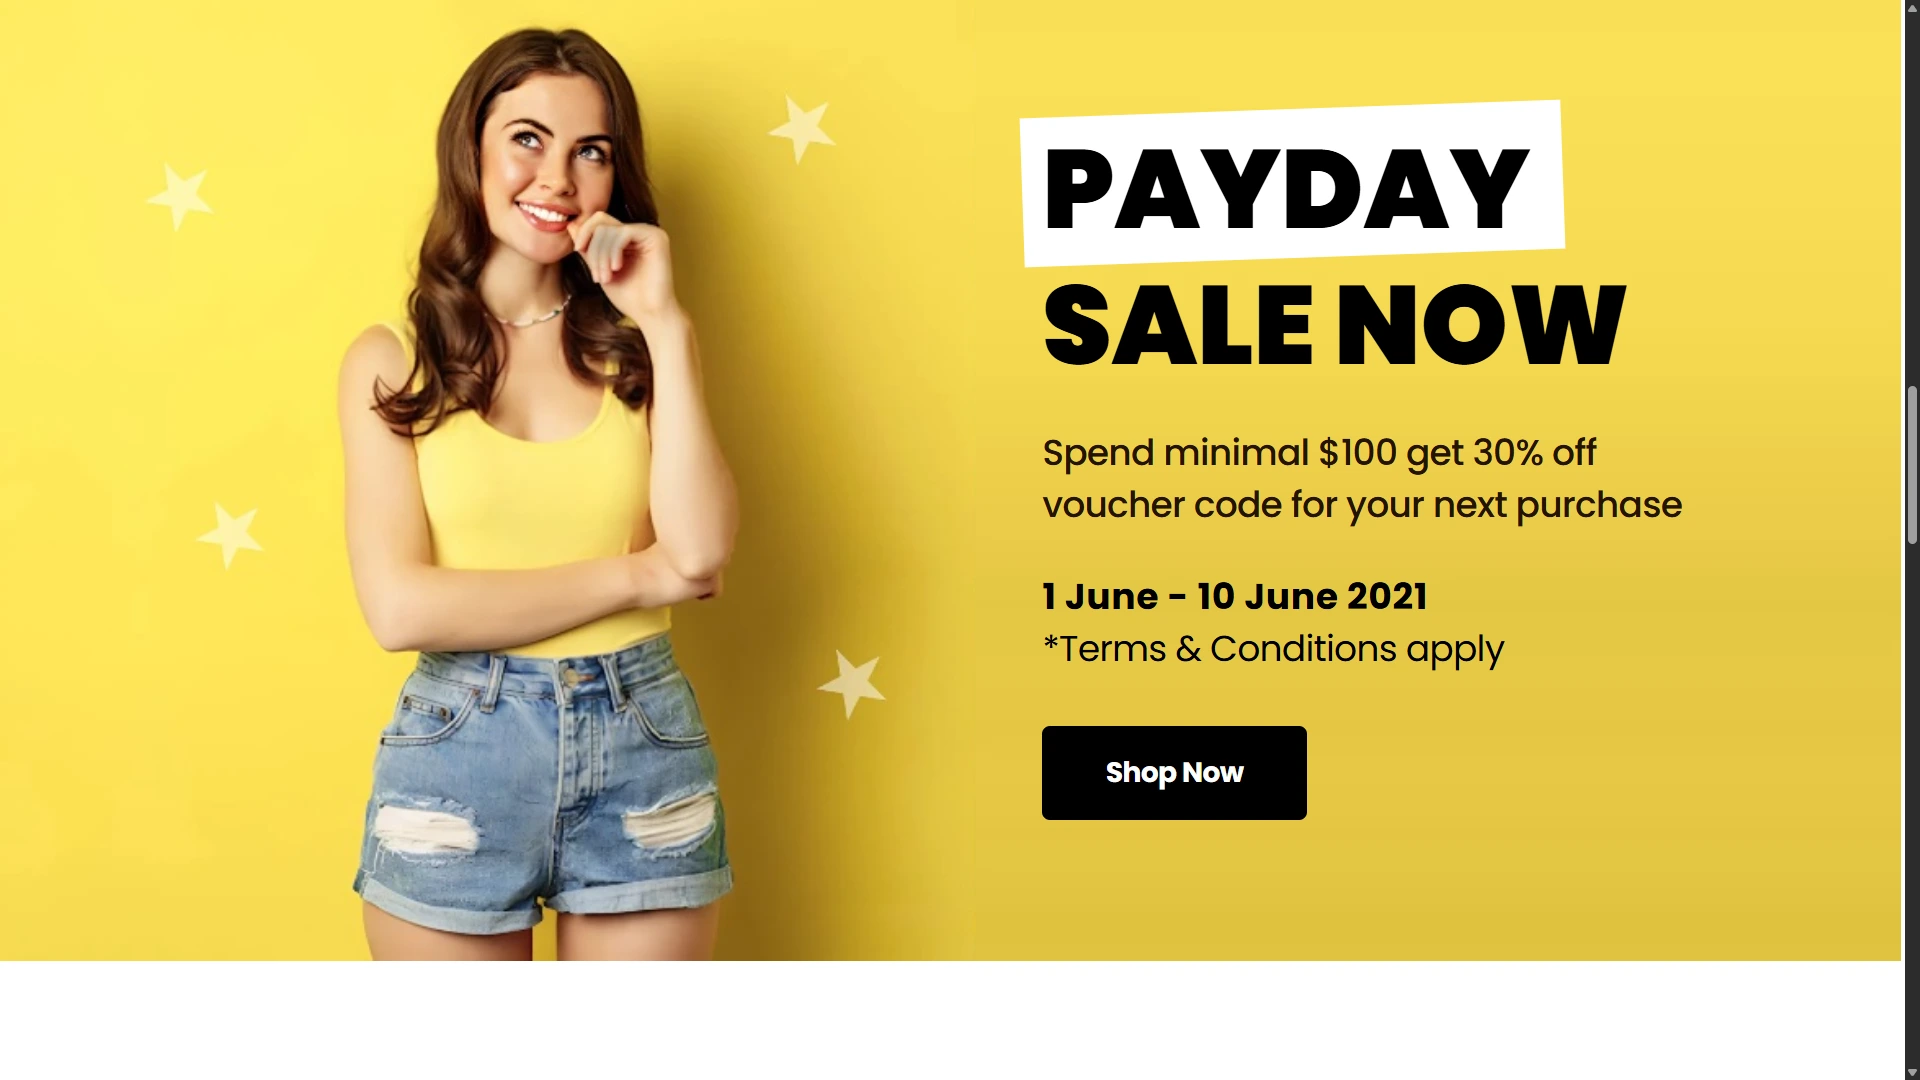 PAYDAY
SALE NOW
Spend minimal $100 get 30% off
voucher code for your next purchase
1 June - 10 June 2021
*Terms & Conditions apply
Shop Now